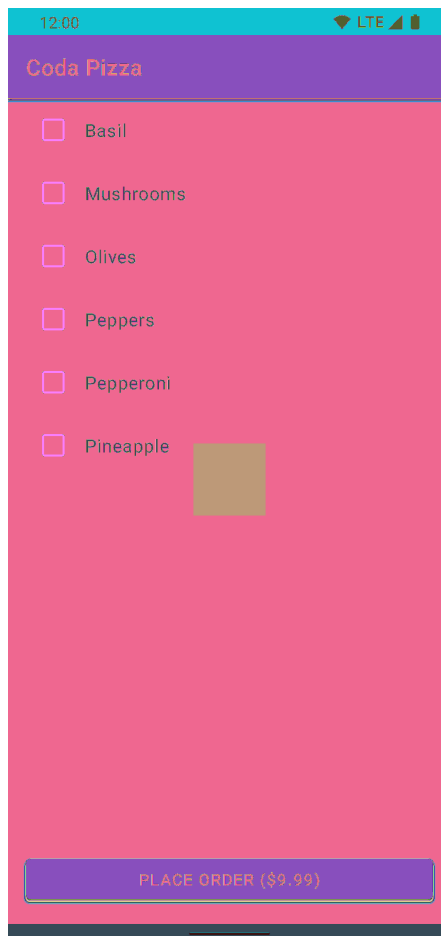 12:00 LTE
Coda Pizza
Basil
Mushrooms
Olives
Peppers
Pepperoni
Pineapple
PLACE ORDER ($9.99)